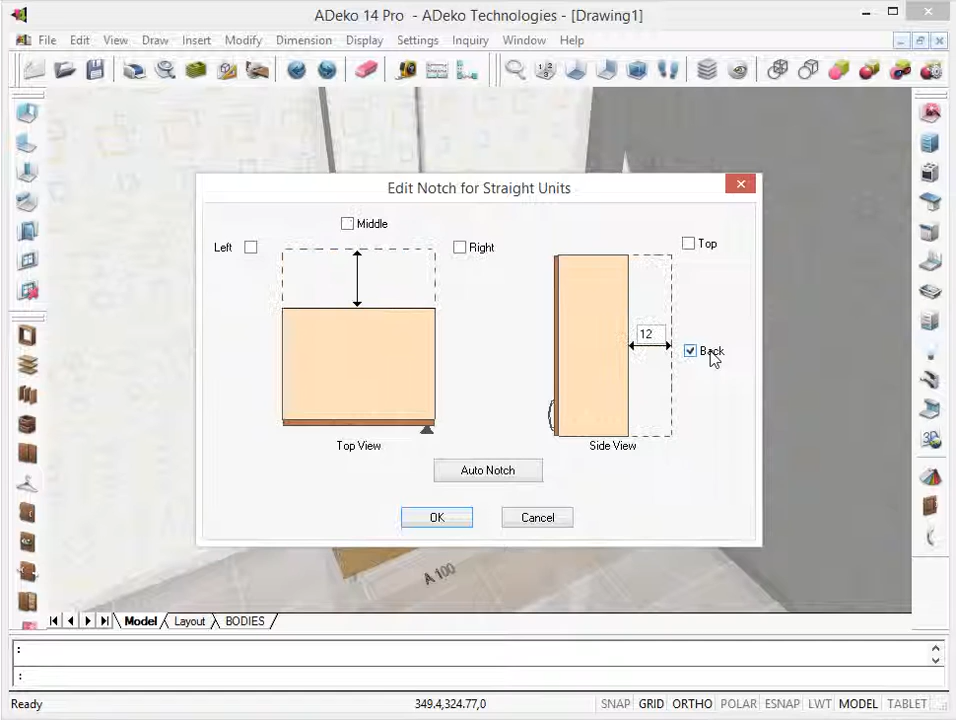 ADeko 14 Pro - ADeko Technologies - [Drawing1]
File Edit View Draw Insert Modify Dimension Display Settings Inquiry Window Help
Edit Notch for Straight Units
Middle
Left
Right
Top
12
Back
Top View
Side View
Auto Notch
OK
Cancel
A 100
Model Layout BODIES
:
:
Ready
349.4,324.77,0
SNAP GRID ORTHO POLAR ESNAP LWT MODEL TABLET